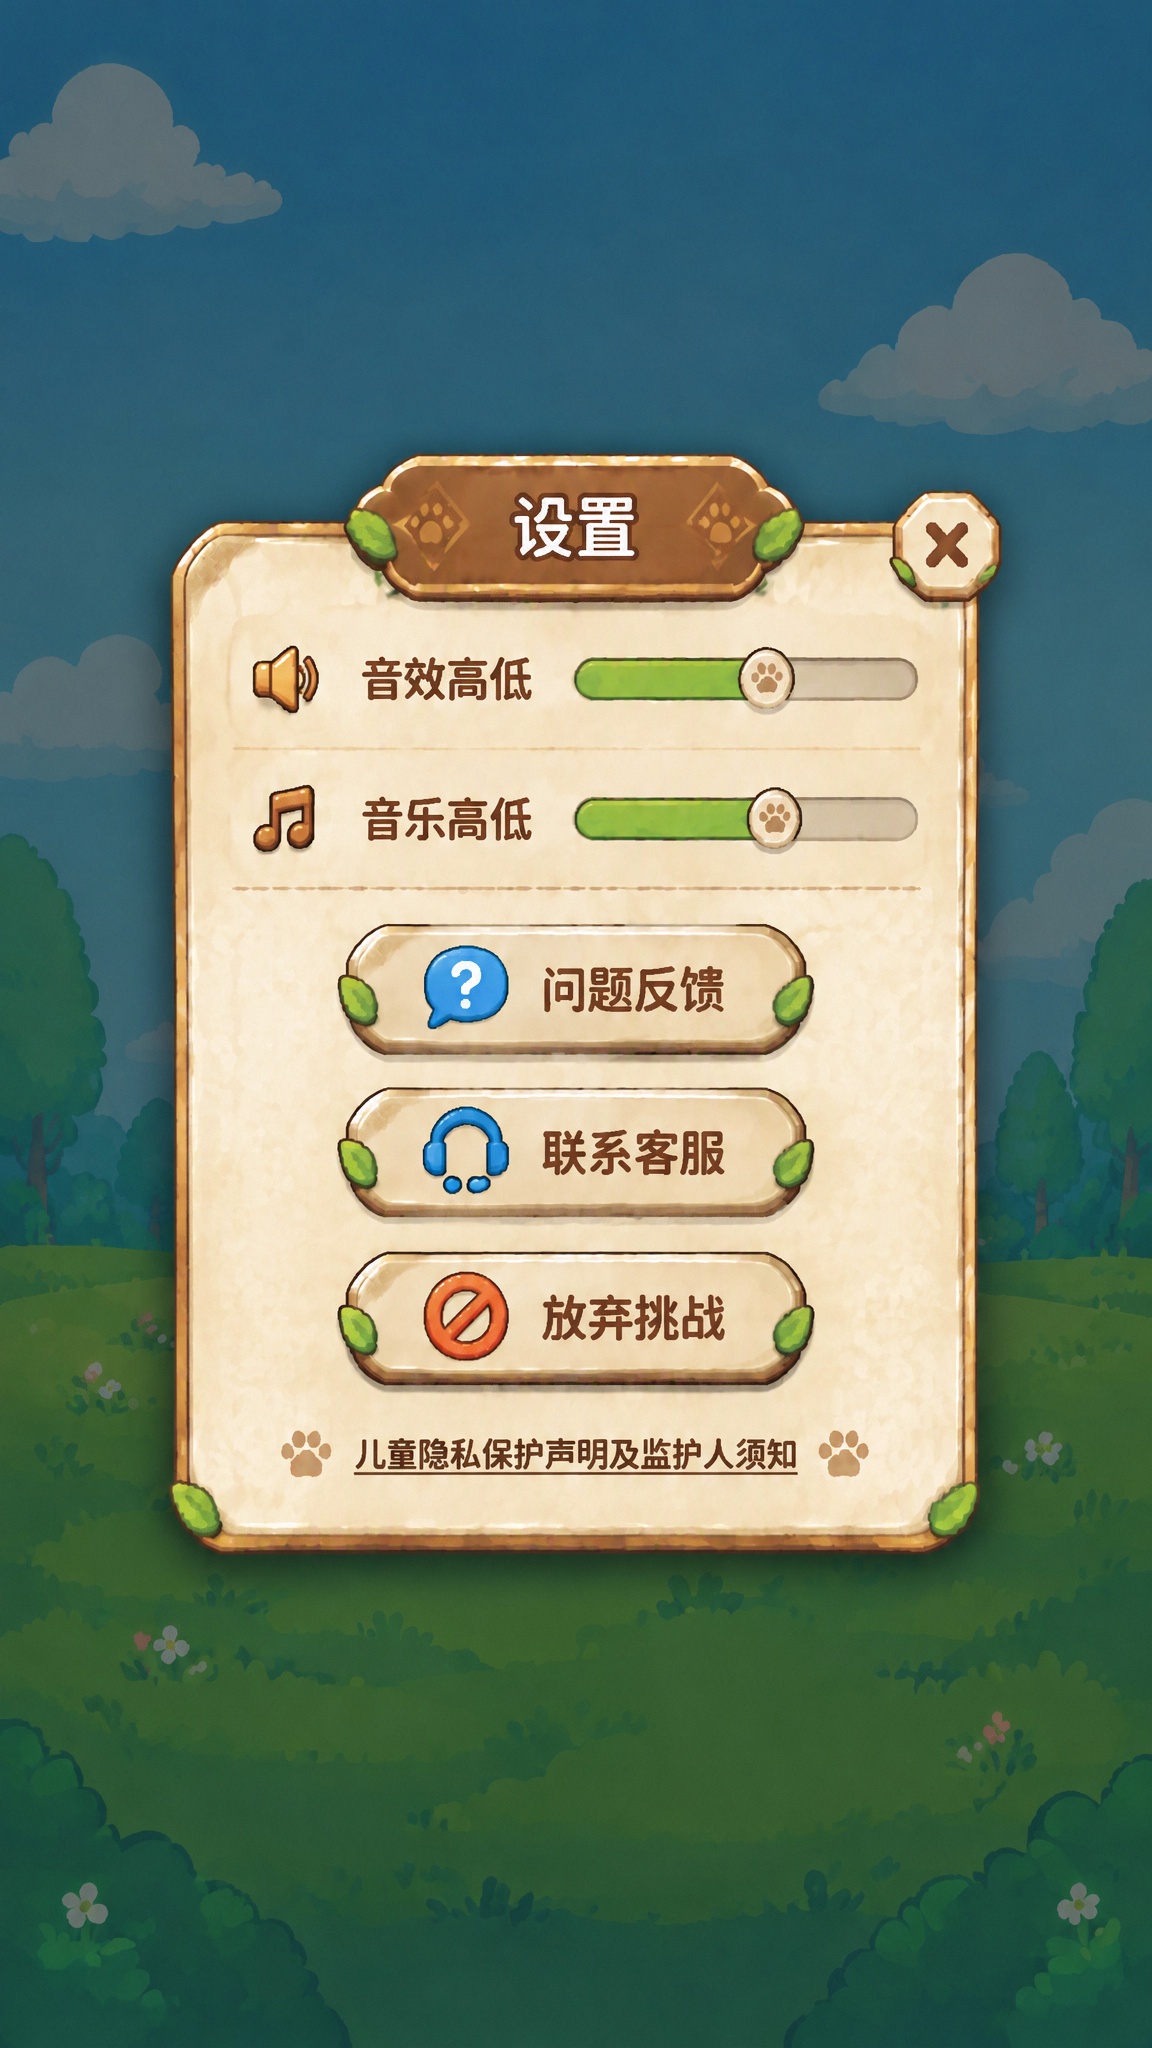 设置
音效高低
音乐高低
问题反馈
联系客服
放弃挑战
儿童隐私保护声明及监护人须知